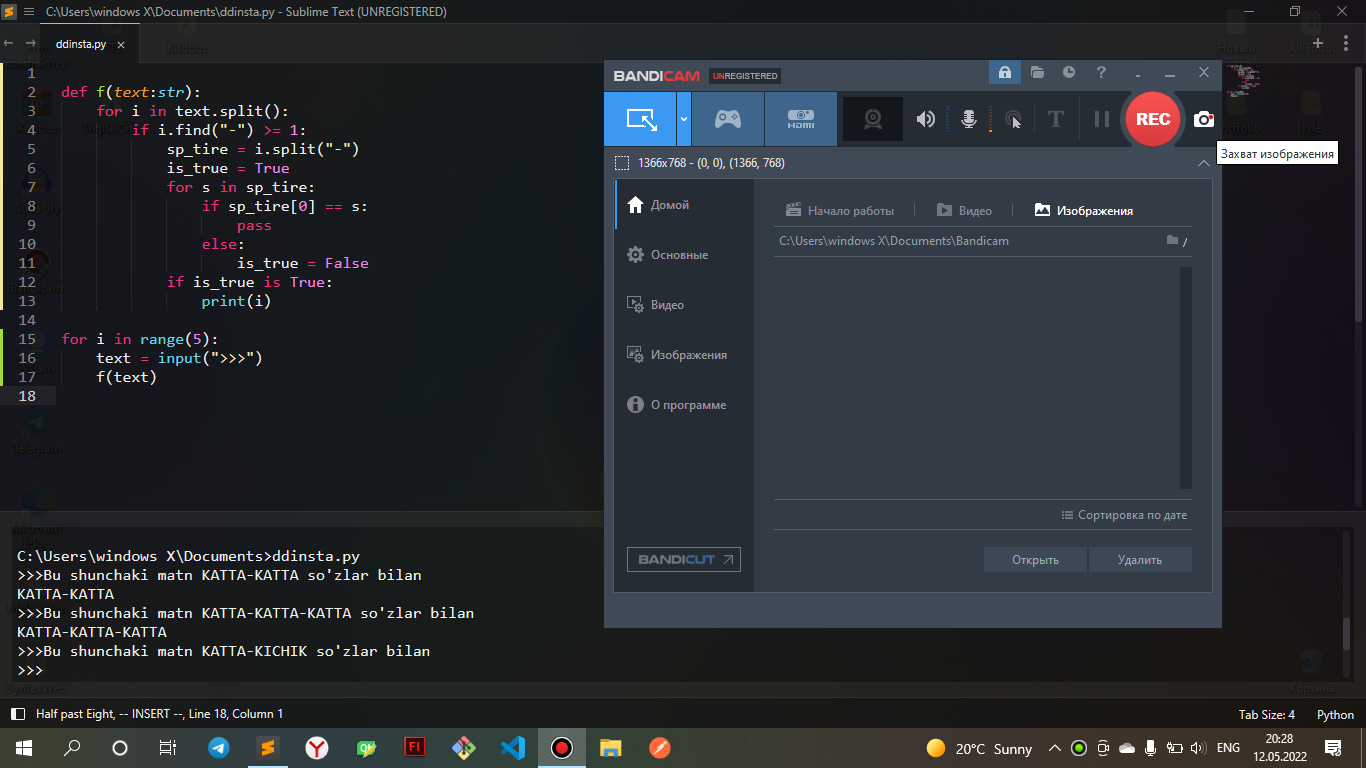 C:\Users\windows X\Documents\ddinsta.py - Sublime Text (UNREGISTERED)
ddinsta.py
1
2 def f(text:str):
3     for i in text.split():
4         if i.find("-") >= 1:
5             sp_tire = i.split("-")
6             is_true = True
7             for s in sp_tire:
8                 if sp_tire[0] == s:
9                     pass
10                 else:
11                     is_true = False
12             if is_true is True:
13                 print(i)
14
15 for i in range(5):
16     text = input(">>>")
17     f(text)
18
C:\Users\windows X\Documents>ddinsta.py
>>>Bu shunchaki matn KATTA-KATTA so'zlar bilan
KATTA-KATTA
>>>Bu shunchaki matn KATTA-KATTA-KATTA so'zlar bilan
KATTA-KATTA-KATTA
>>>Bu shunchaki matn KATTA-KICHIK so'zlar bilan
>>>
BANDICAM UNREGISTERED
HDMI
T
REC
Захват изображения
1366x768 - (0, 0), (1366, 768)
Домой
Основные
Видео
Изображения
О программе
BANDICUT
Начало работы
Видео
Изображения
C:\Users\windows X\Documents\Bandicam
/
Сортировка по дате
Открыть
Удалить
Telegram
Microsoft
Edge
SyntaxWeb
Корзина
Half past Eight, -- INSERT --, Line 18, Column 1
Tab Size: 4
Python
20°C Sunny
ENG
20:28
12.05.2022